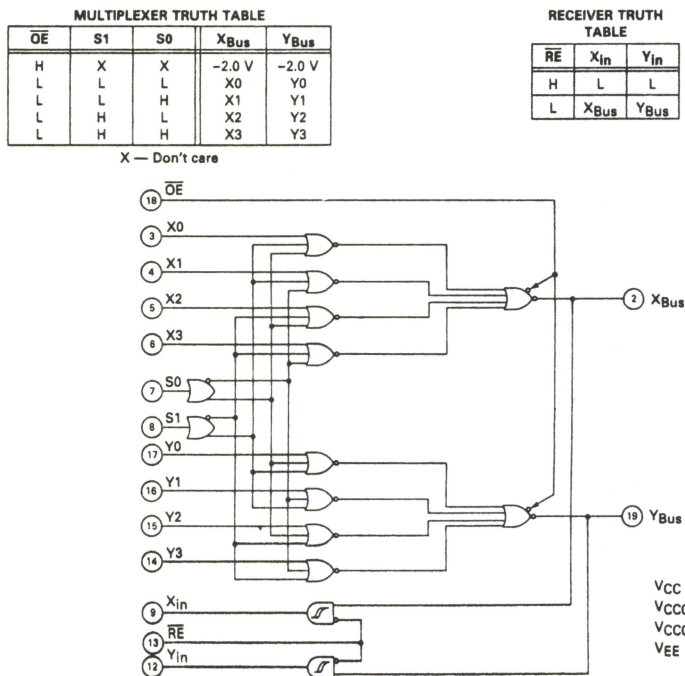 MULTIPLEXER TRUTH TABLE
OE S1 S0 XBus YBus
H X X −2.0 V −2.0 V
L L L X0 Y0
L L H X1 Y1
L H L X2 Y2
L H H X3 Y3
X — Don't care
RECEIVER TRUTH
TABLE
RE Xin Yin
H L L
L XBus YBus
18 OE
3 X0
4 X1
5 X2
6 X3
7 S0
8 S1
17 Y0
16 Y1
15 Y2
14 Y3
9 Xin
13 RE
12 Yin
2 XBus
19 YBus
VCC
VCCO
VCCO
VEE